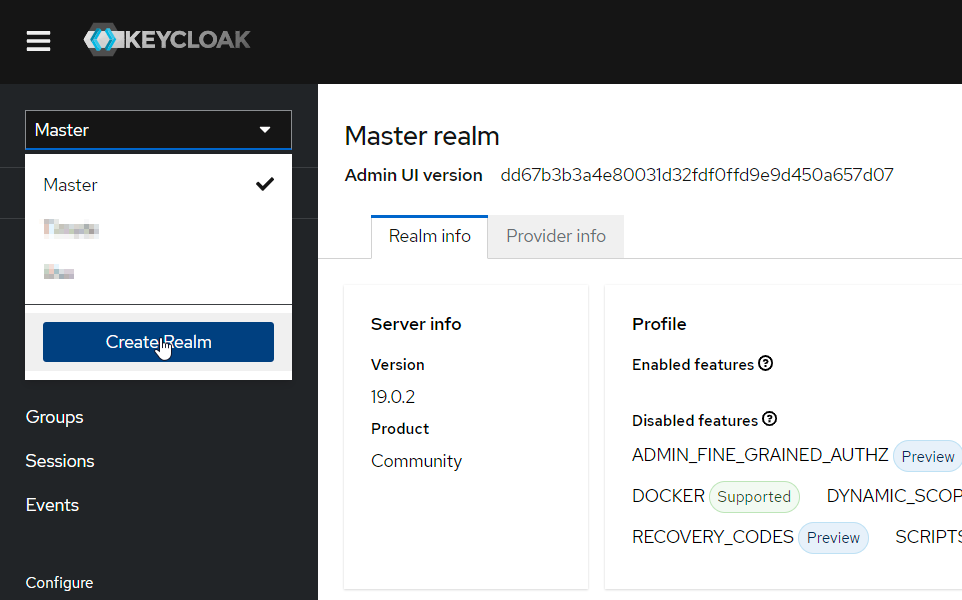 KEYCLOAK
Master
Master
Create Realm
Groups
Sessions
Events
Configure
Master realm
Admin UI version dd67b3b3a4e80031d32fdf0ffd9e9d450a657d07
Realm info Provider info
Server info
Version
19.0.2
Product
Community
Profile
Enabled features
Disabled features
ADMIN_FINE_GRAINED_AUTHZ Preview
DOCKER Supported DYNAMIC_SCOP
RECOVERY_CODES Preview SCRIPTS